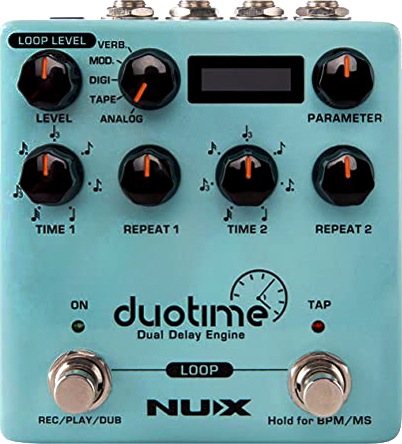 LOOP LEVEL
VERB.
MOD.
DIGI
TAPE
ANALOG
LEVEL
PARAMETER
TIME 1
REPEAT 1
TIME 2
REPEAT 2
duotime
Dual Delay Engine
ON
TAP
LOOP
REC/PLAY/DUB
NUX
Hold for BPM/MS